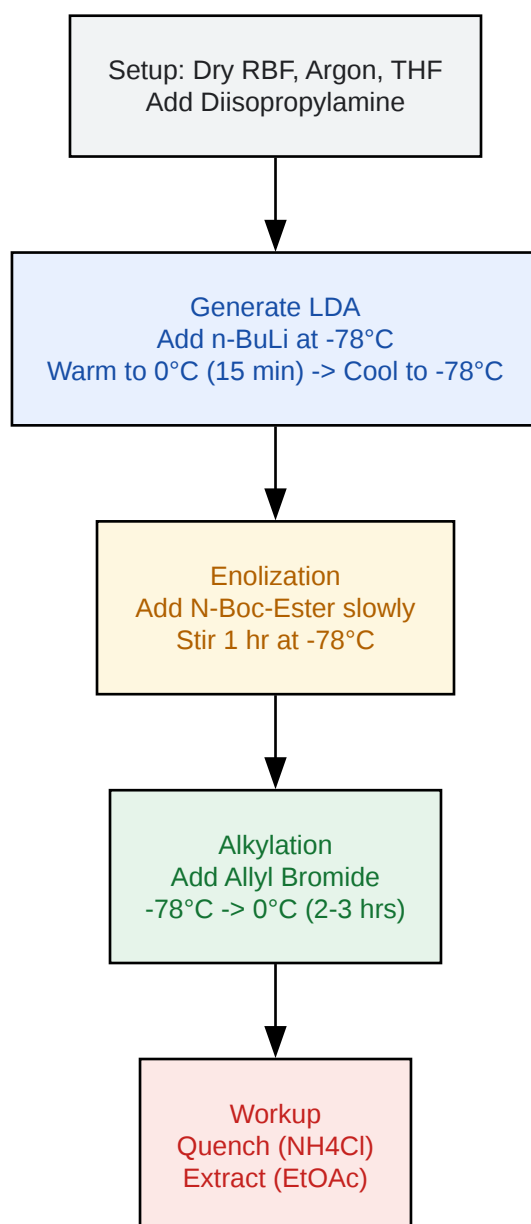 Setup: Dry RBF, Argon, THF
Add Diisopropylamine
Generate LDA
Add n-BuLi at -78°C
Warm to 0°C (15 min) -> Cool to -78°C
Enolization
Add N-Boc-Ester slowly
Stir 1 hr at -78°C
Alkylation
Add Allyl Bromide
-78°C -> 0°C (2-3 hrs)
Workup
Quench (NH4Cl)
Extract (EtOAc)